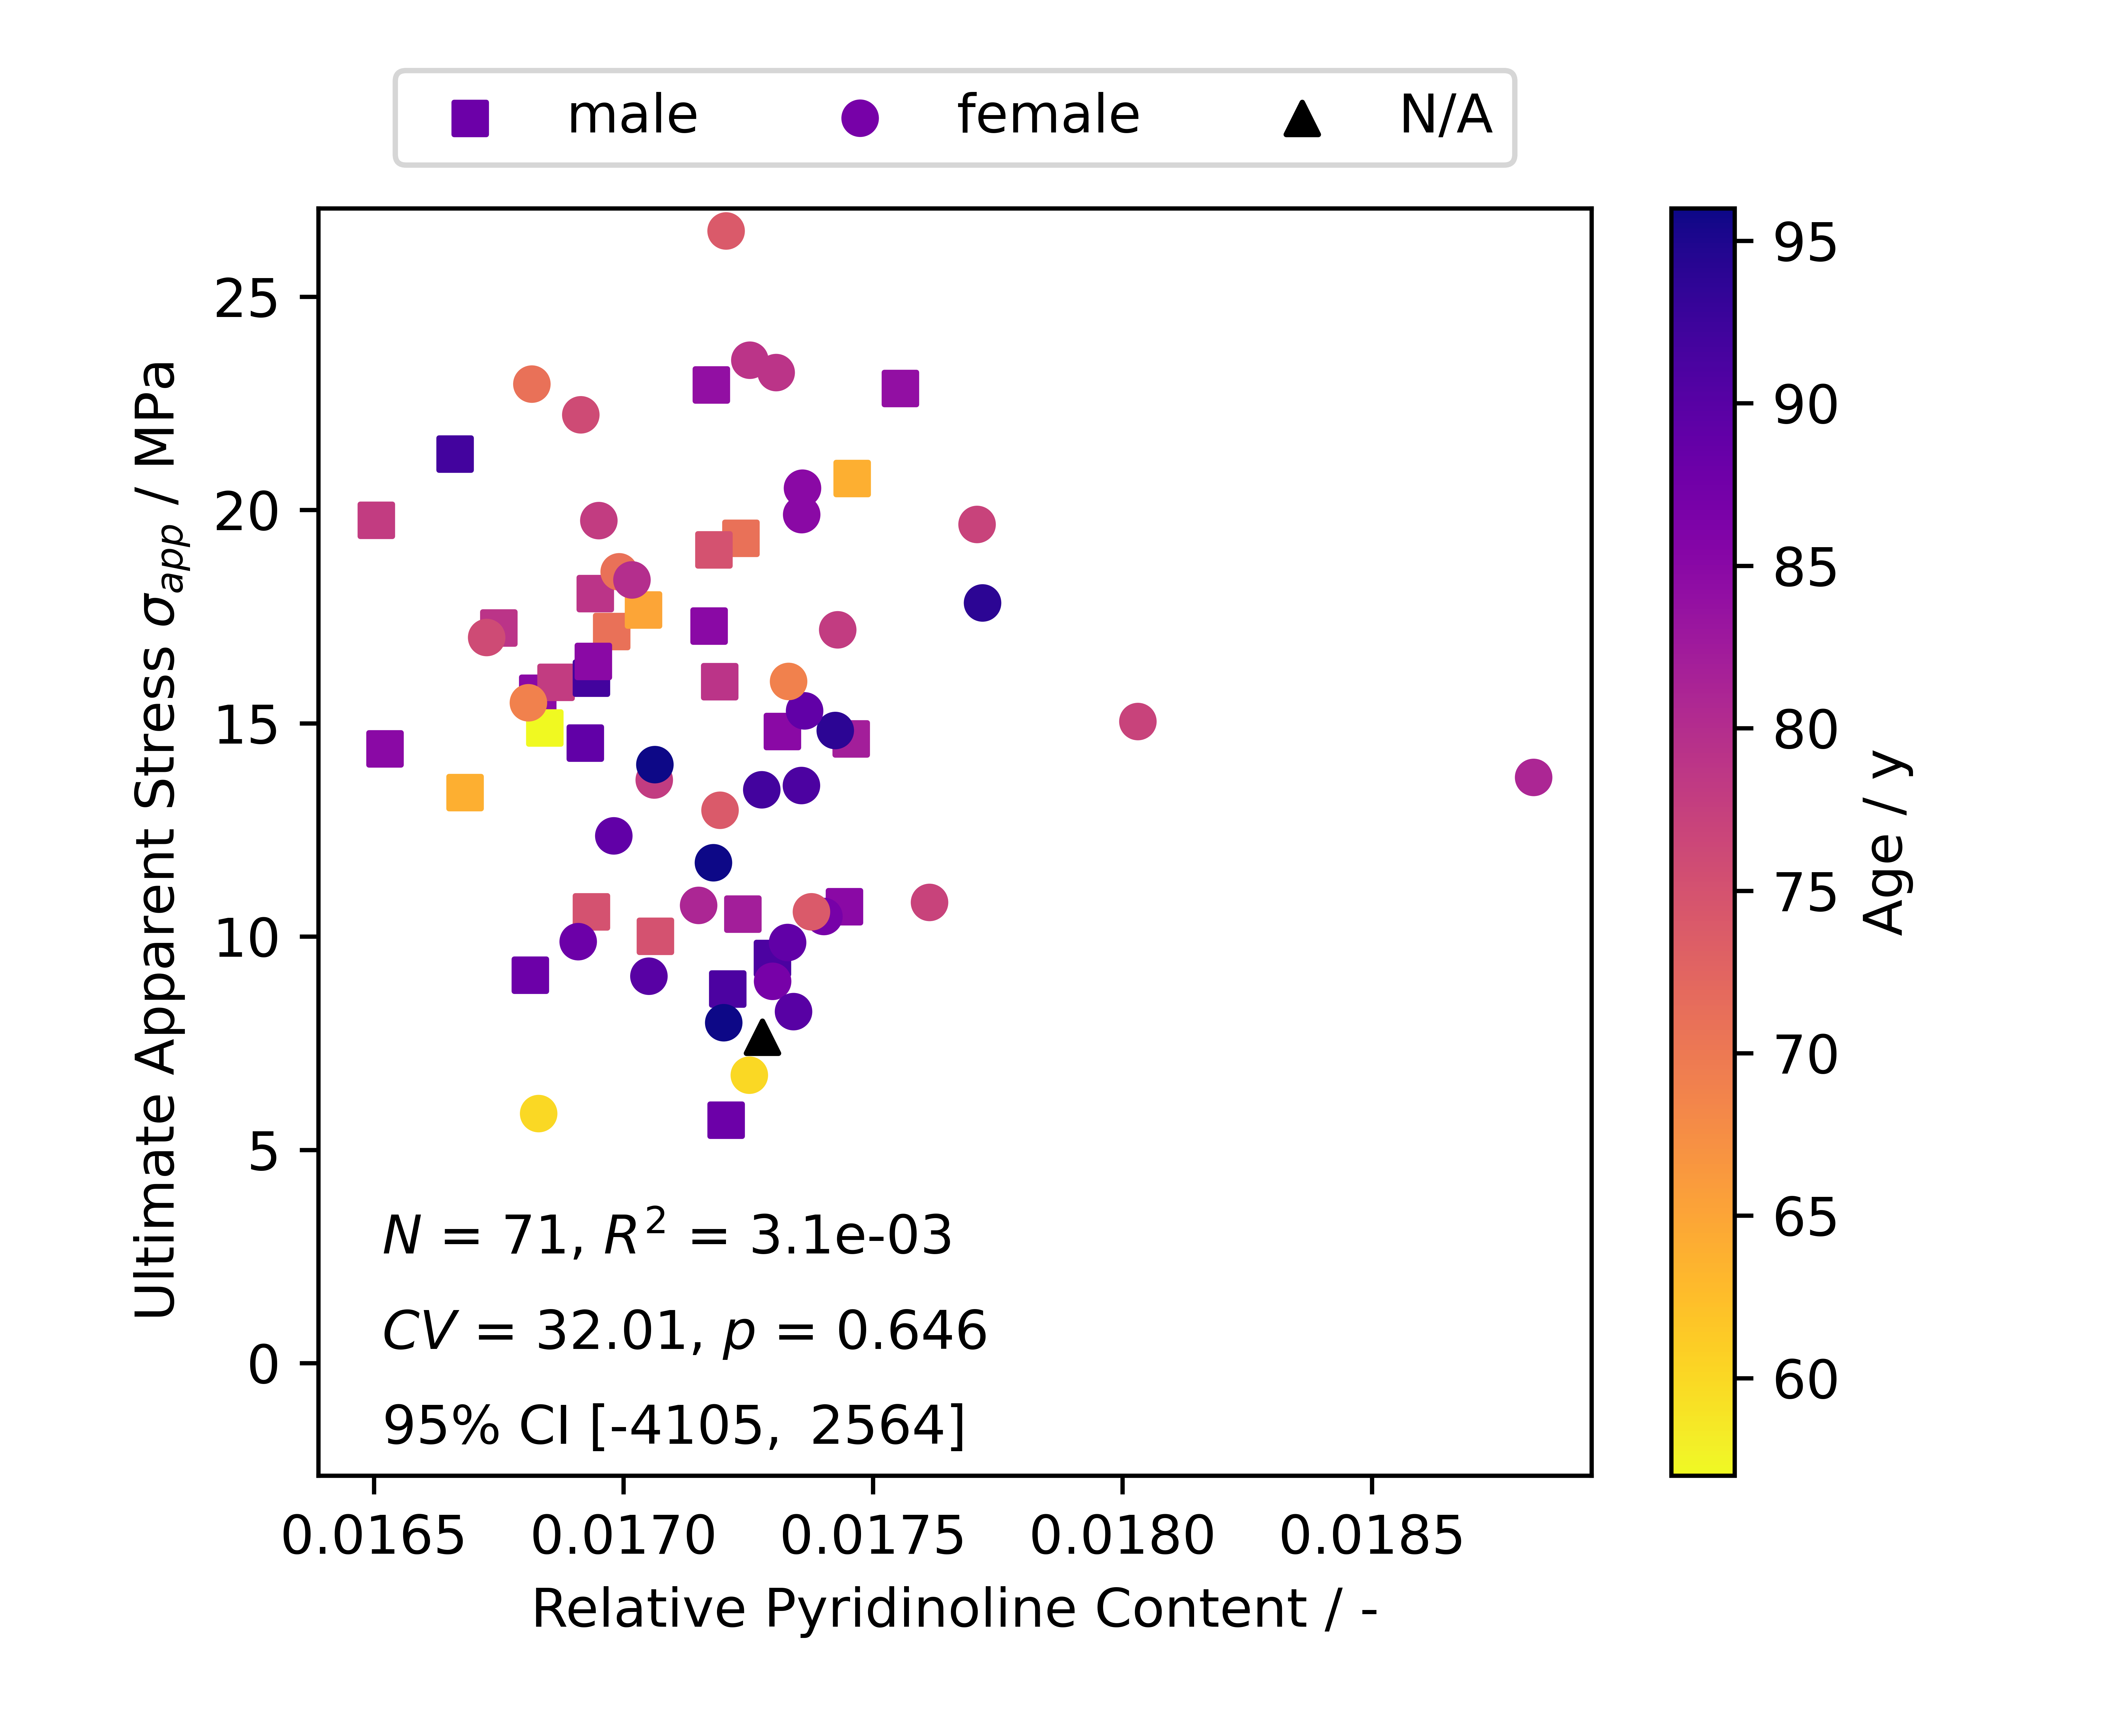 male female N/A
Ultimate Apparent Stress σapp / MPa
25
20
15
10
5
0
N = 71, R² = 3.1e-03
CV = 32.01, p = 0.646
95% CI [-4105, 2564]
0.0165 0.0170 0.0175 0.0180 0.0185
Relative Pyridinoline Content / -
95
90
85
80
75
70
65
60
Age / y